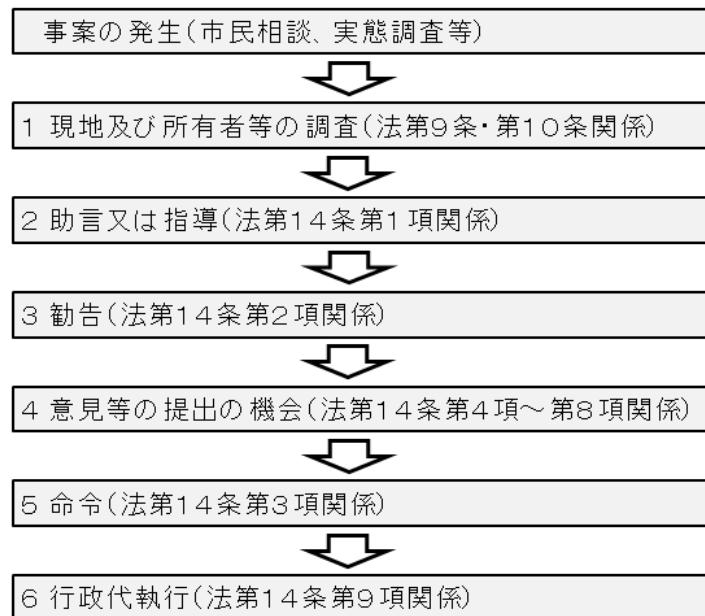 事案の発生(市民相談、実態調査等)
1 現地及び所有者等の調査(法第9条・第10条関係)
2 助言又は指導(法第14条第1項関係)
3 勧告(法第14条第2項関係)
4 意見等の提出の機会(法第14条第4項~第8項関係)
5 命令(法第14条第3項関係)
6 行政代執行(法第14条第9項関係)